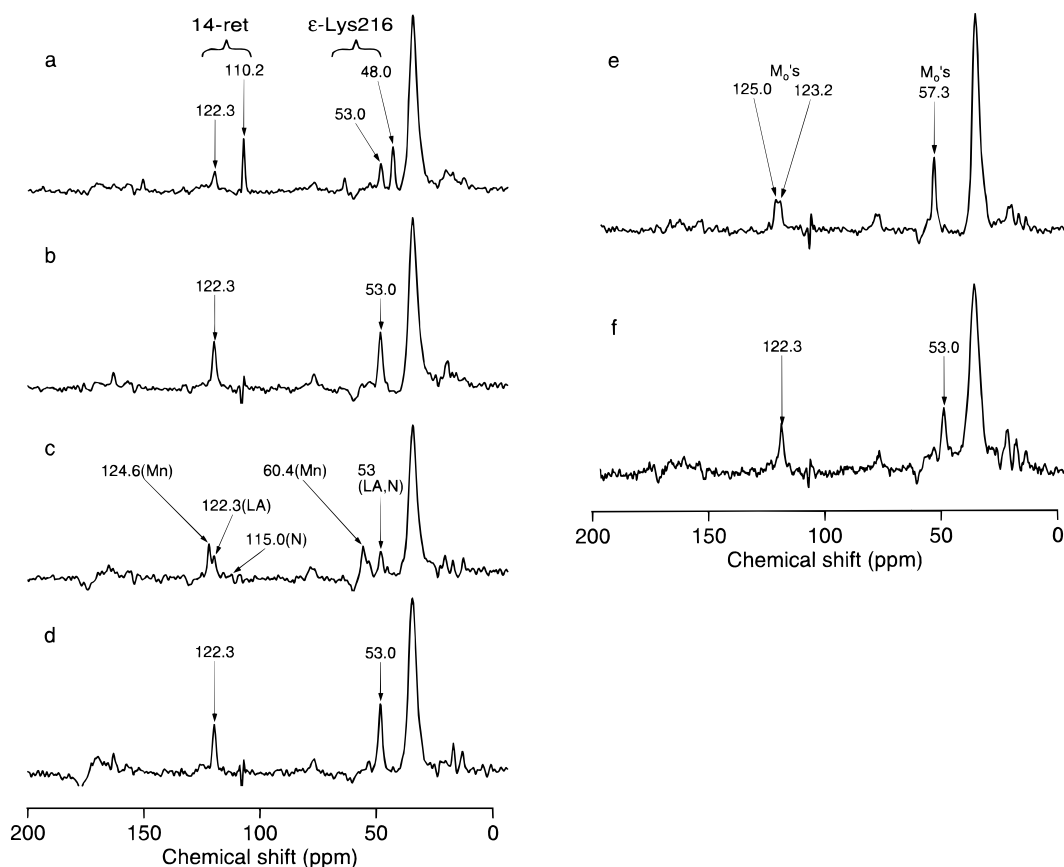 14-ret
ε-Lys216
a
110.2
48.0
122.3
53.0
b
122.3
53.0
c
124.6(Mn)
60.4(Mn)
53
(LA,N)
122.3(LA)
115.0(N)
d
122.3
53.0
200
150
100
50
0
Chemical shift (ppm)
e
Mo's
Mo's
125.0
123.2
57.3
f
122.3
53.0
200
150
100
50
0
Chemical shift (ppm)